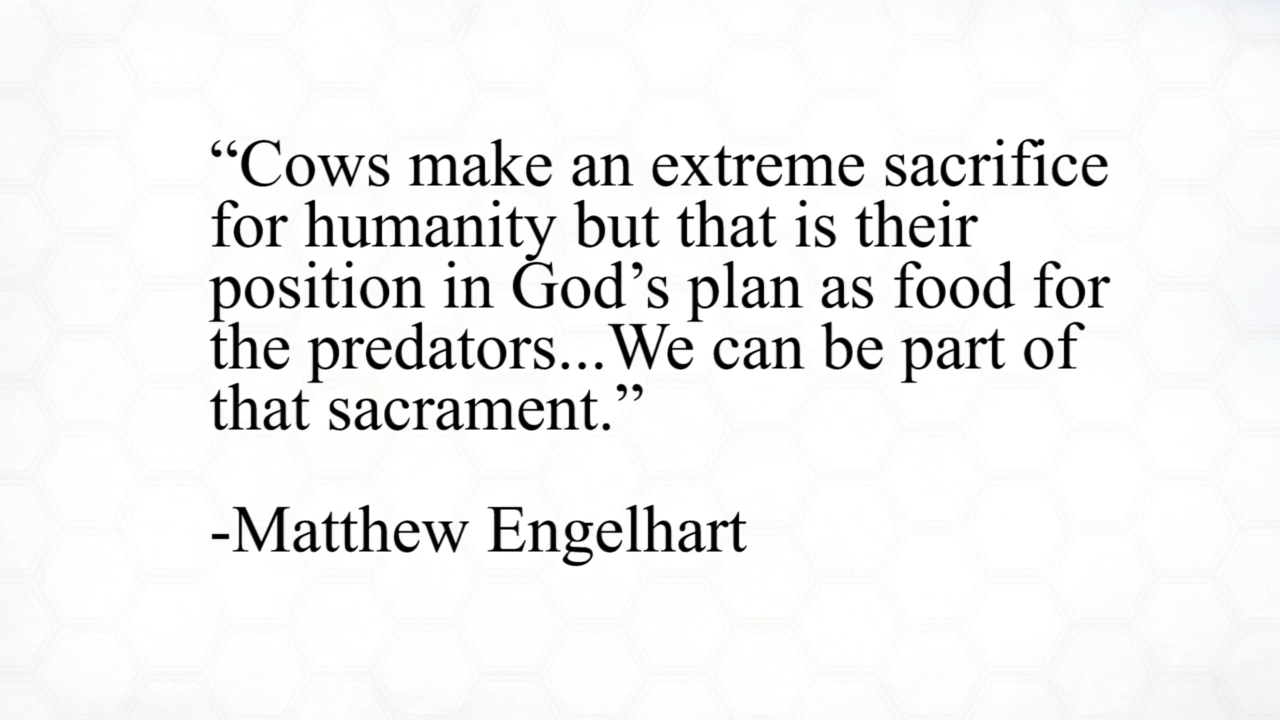 “Cows make an extreme sacrifice
for humanity but that is their
position in God’s plan as food for
the predators...We can be part of
that sacrament.”
-Matthew Engelhart